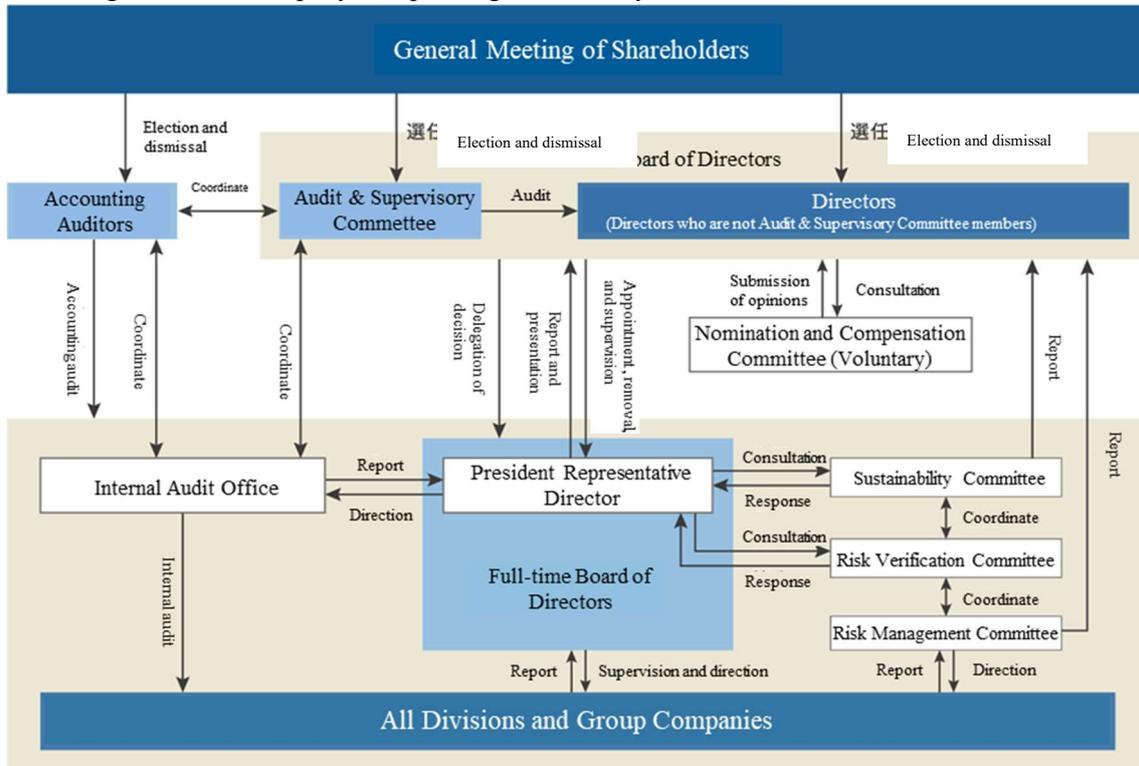 General Meeting of Shareholders
Election and
dismissal
選任
Election and dismissal
oard of Directors
選任
Election and dismissal
Accounting
Auditors
Coordinate
Audit & Supervisory
Commettee
Audit
Directors
(Directors who are not Audit & Supervisory Committee members)
Accounting audit
Coordinate
Coordinate
Delegation of
decision
Report and
presentation
Appointment, removal,
and supervision
Submission
of opinions
Consultation
Nomination and Compensation
Committee (Voluntary)
Report
Report
Internal Audit Office
Report
Direction
President Representative
Director
Consultation
Response
Sustainability Committee
Coordinate
Consultation
Response
Risk Verification Committee
Coordinate
Full-time Board of
Directors
Risk Management Committee
Internal audit
Report
Supervision and direction
Report
Direction
All Divisions and Group Companies